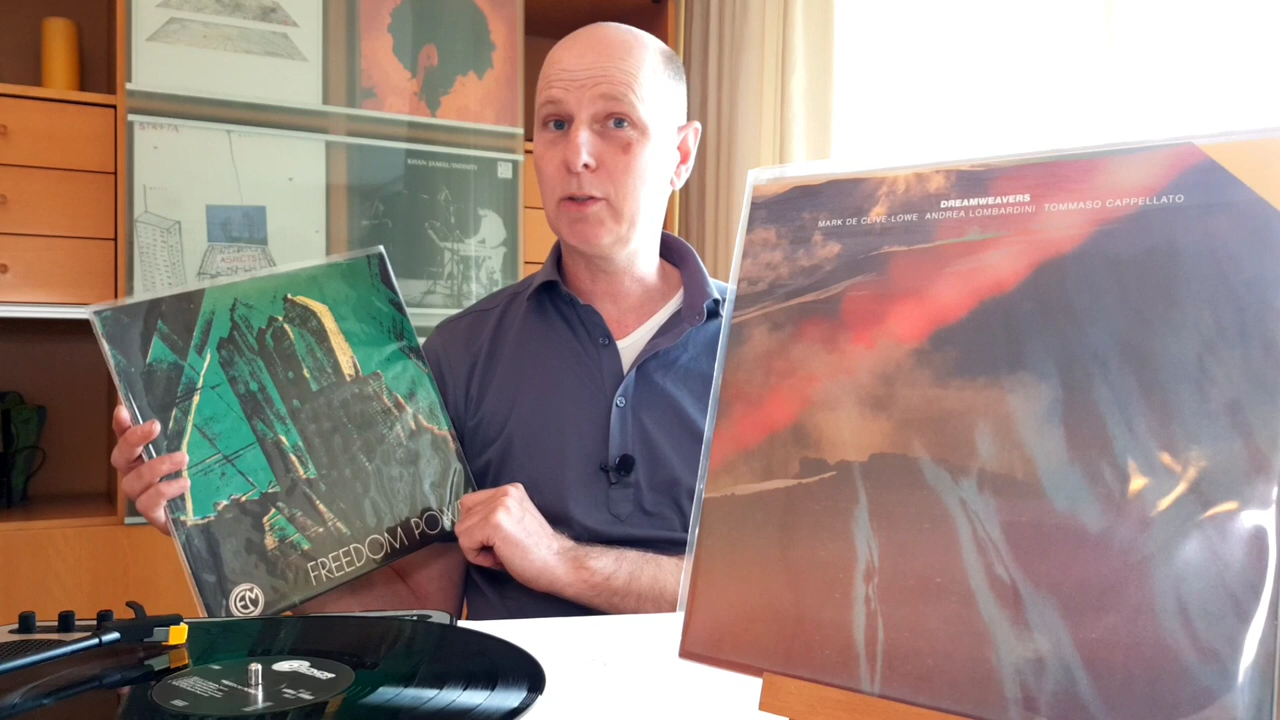 KHAN JAMAL/INFINITY
DREAMWEAVERS
MARK DE CLIVE-LOWE ANDREA LOMBARDINI TOMMASO CAPPELLATO
FREEDOM POW
EM